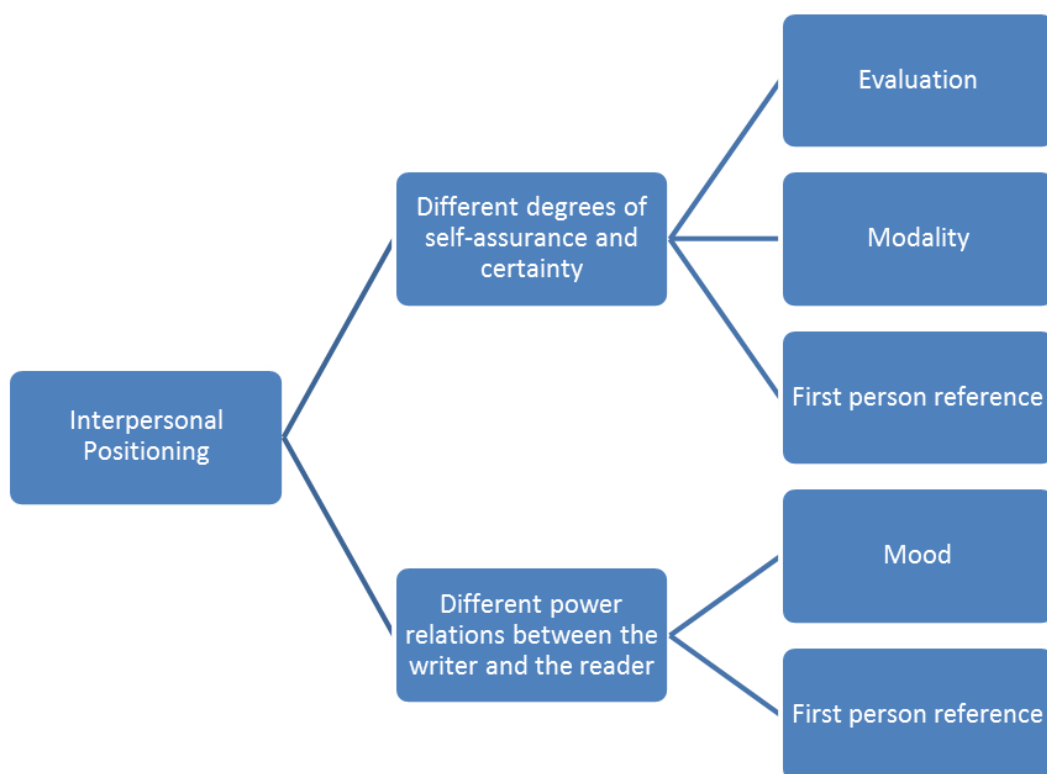 Interpersonal
Positioning
Different degrees of
self-assurance and
certainty
Evaluation
Modality
First person reference
Different power
relations between the
writer and the reader
Mood
First person reference